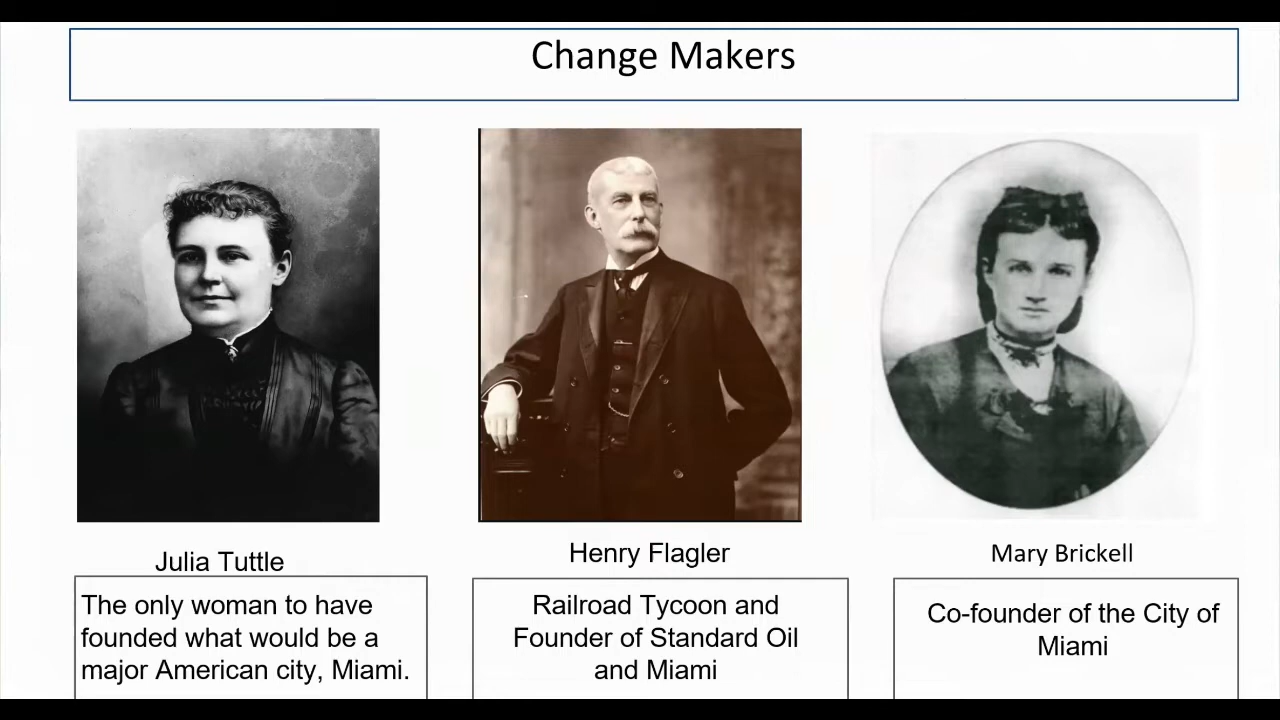 Change Makers
Julia Tuttle
The only woman to have
founded what would be a
major American city, Miami.
Henry Flagler
Railroad Tycoon and
Founder of Standard Oil
and Miami
Mary Brickell
Co-founder of the City of
Miami